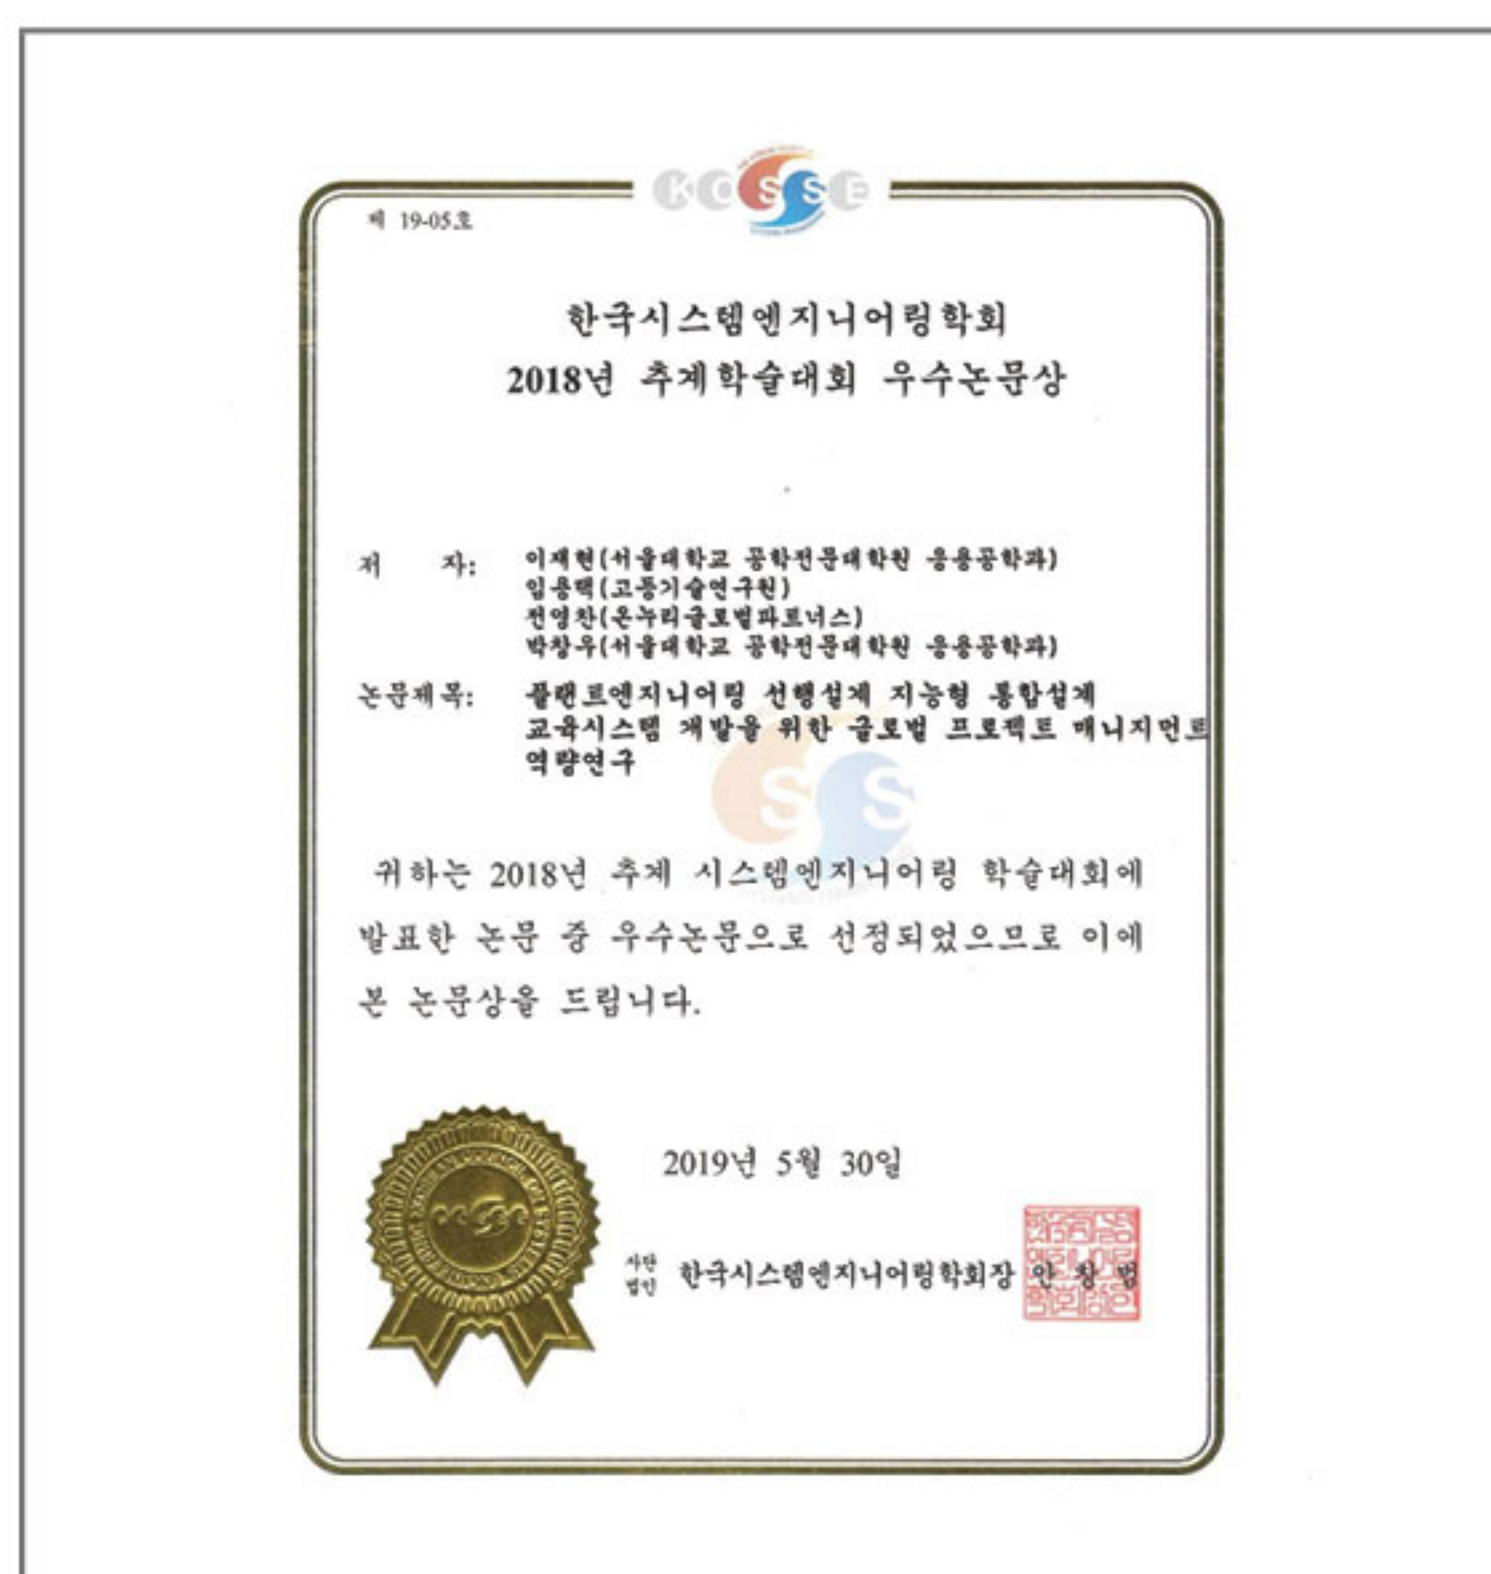 KOSSE
제 19-05호
한국시스템엔지니어링학회
2018년 추계학술대회 우수논문상
저 자: 이재현(서울대학교 공학전문대학원 응용공학과)
임용택(고등기술연구원)
전영찬(온누리글로벌파트너스)
박창우(서울대학교 공학전문대학원 응용공학과)
논문제목: 플랜트엔지니어링 선행설계 지능형 통합설계
교육시스템 개발을 위한 글로벌 프로젝트 매니지먼트
역량연구
SS
귀하는 2018년 추계 시스템엔지니어링 학술대회에
발표한 논문 중 우수논문으로 선정되었으므로 이에
본 논문상을 드립니다.
2019년 5월 30일
사단
법인 한국시스템엔지니어링학회장 안 창 범